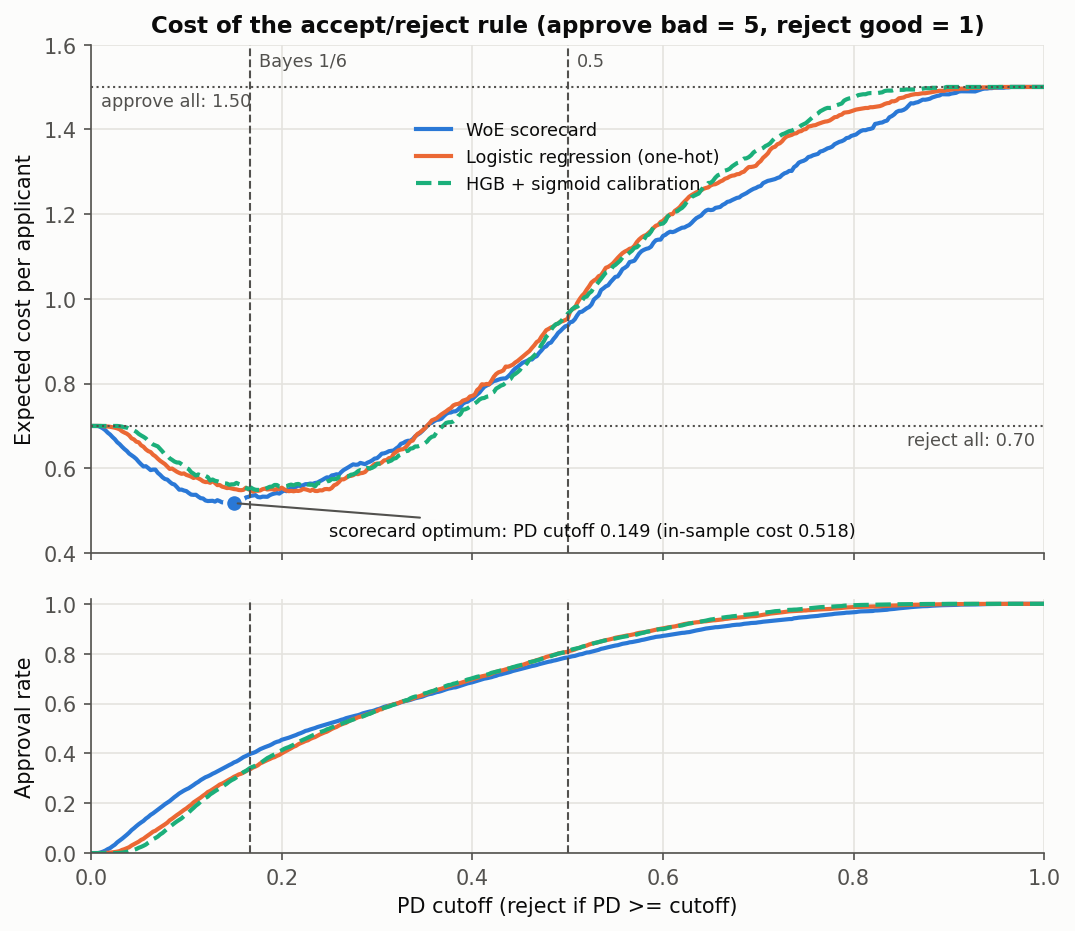 Cost of the accept/reject rule (approve bad = 5, reject good = 1)
Expected cost per applicant
1.6
1.4
1.2
1.0
0.8
0.6
0.4
Bayes 1/6
0.5
approve all: 1.50
WoE scorecard
Logistic regression (one-hot)
HGB + sigmoid calibration
reject all: 0.70
scorecard optimum: PD cutoff 0.149 (in-sample cost 0.518)
Approval rate
1.0
0.8
0.6
0.4
0.2
0.0
0.0 0.2 0.4 0.6 0.8 1.0
PD cutoff (reject if PD >= cutoff)